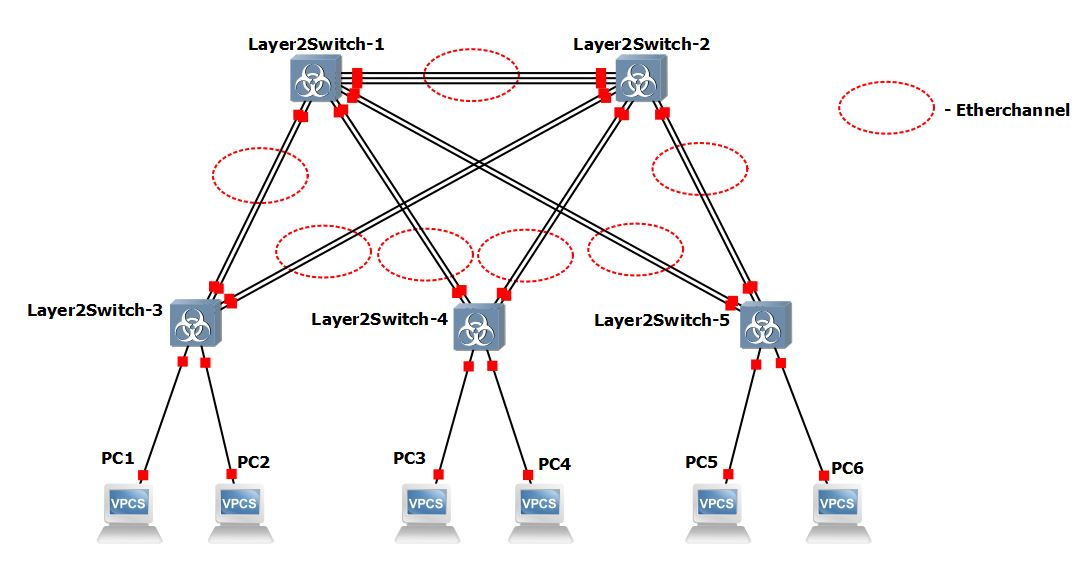 Layer2Switch-1
Layer2Switch-2
- Etherchannel
Layer2Switch-3
Layer2Switch-4
Layer2Switch-5
PC1
PC2
PC3
PC4
PC5
PC6
VPCS
VPCS
VPCS
VPCS
VPCS
VPCS